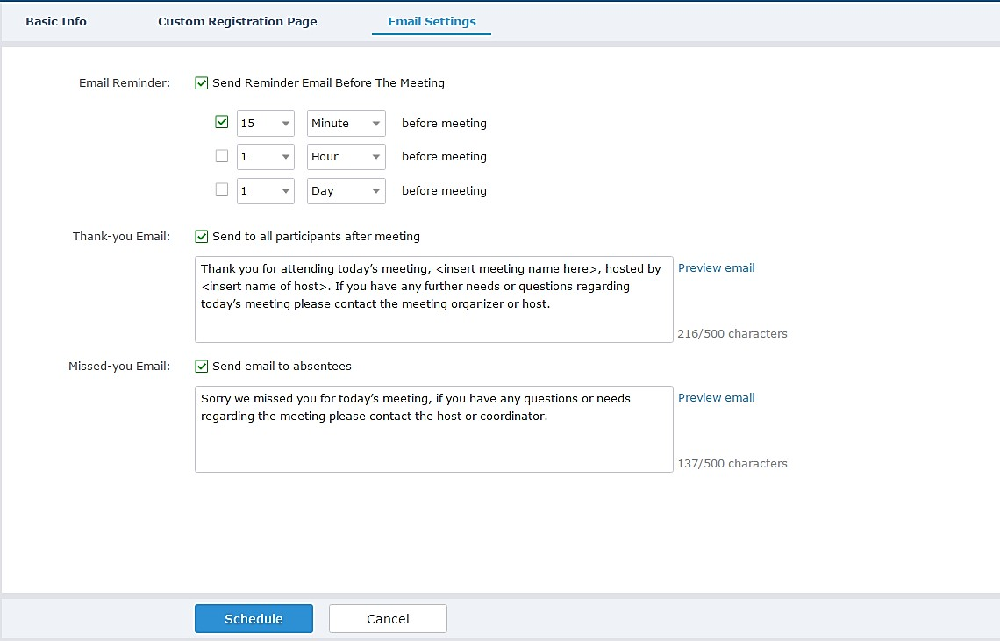 Basic Info Custom Registration Page Email Settings
Email Reminder: Send Reminder Email Before The Meeting
15 Minute before meeting
1 Hour before meeting
1 Day before meeting
Thank-you Email: Send to all participants after meeting
Thank you for attending today’s meeting, <insert meeting name here>, hosted by
<insert name of host>. If you have any further needs or questions regarding
today’s meeting please contact the meeting organizer or host.
Preview email
216/500 characters
Missed-you Email: Send email to absentees
Sorry we missed you for today’s meeting, if you have any questions or needs
regarding the meeting please contact the host or coordinator.
Preview email
137/500 characters
Schedule Cancel